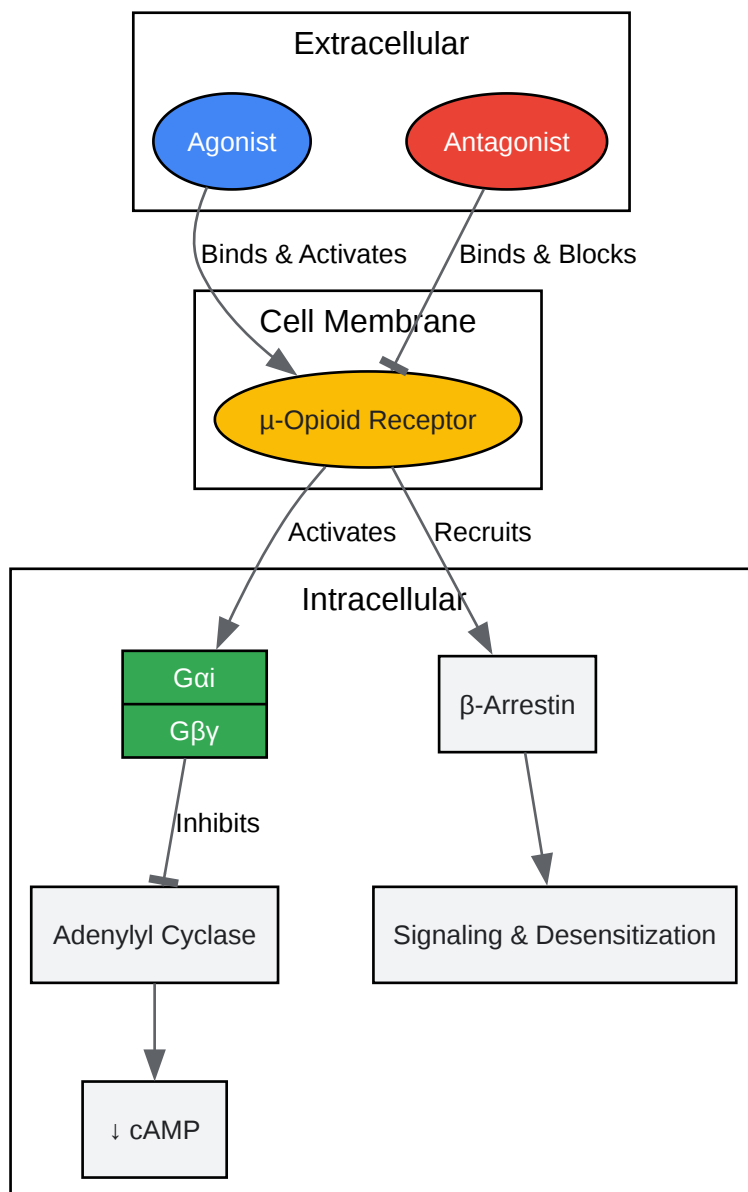 Extracellular
Agonist
Antagonist
Binds & Activates
Binds & Blocks
Cell Membrane
µ-Opioid Receptor
Activates
Recruits
Intracellular
Gαi
Gβγ
β-Arrestin
Inhibits
Adenylyl Cyclase
Signaling & Desensitization
↓ cAMP